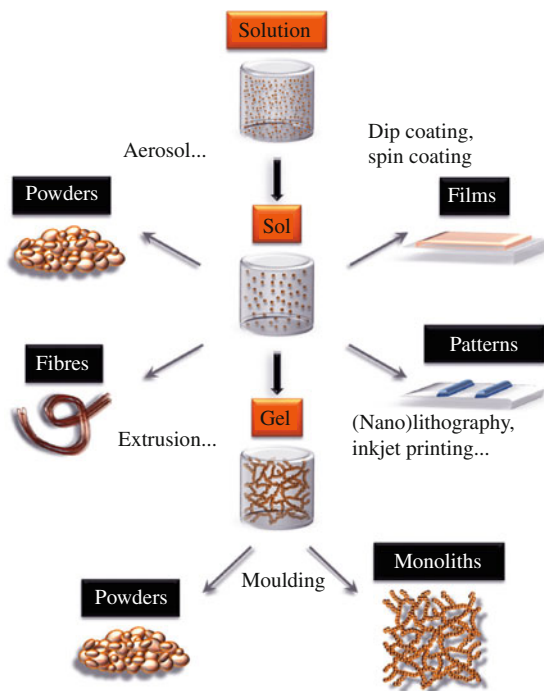 Solution
Aerosol...
Dip coating,
spin coating
Powders
Sol
Films
Fibres
Patterns
Extrusion...
Gel
(Nano)lithography,
inkjet printing...
Moulding
Monoliths
Powders